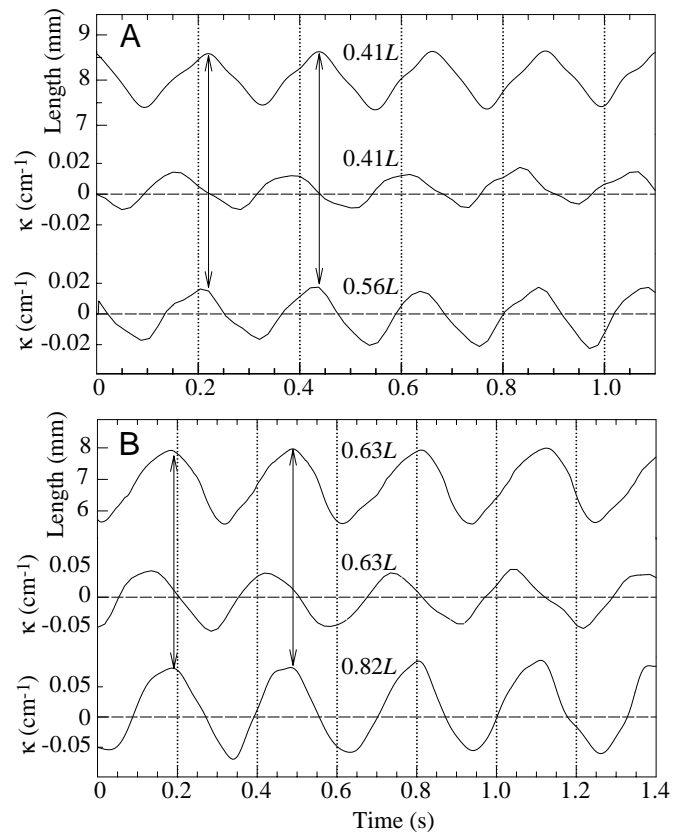 A
Length (mm)
9
8
7
0.41L
κ (cm-1)
0.02
0
-0.02
0.41L
κ (cm-1)
0.02
0
-0.02
0.56L
0 0.2 0.4 0.6 0.8 1.0
B
Length (mm)
8
7
6
0.63L
κ (cm-1)
0.05
0
-0.05
0.63L
κ (cm-1)
0.05
0
-0.05
0.82L
0 0.2 0.4 0.6 0.8 1.0 1.2 1.4
Time (s)